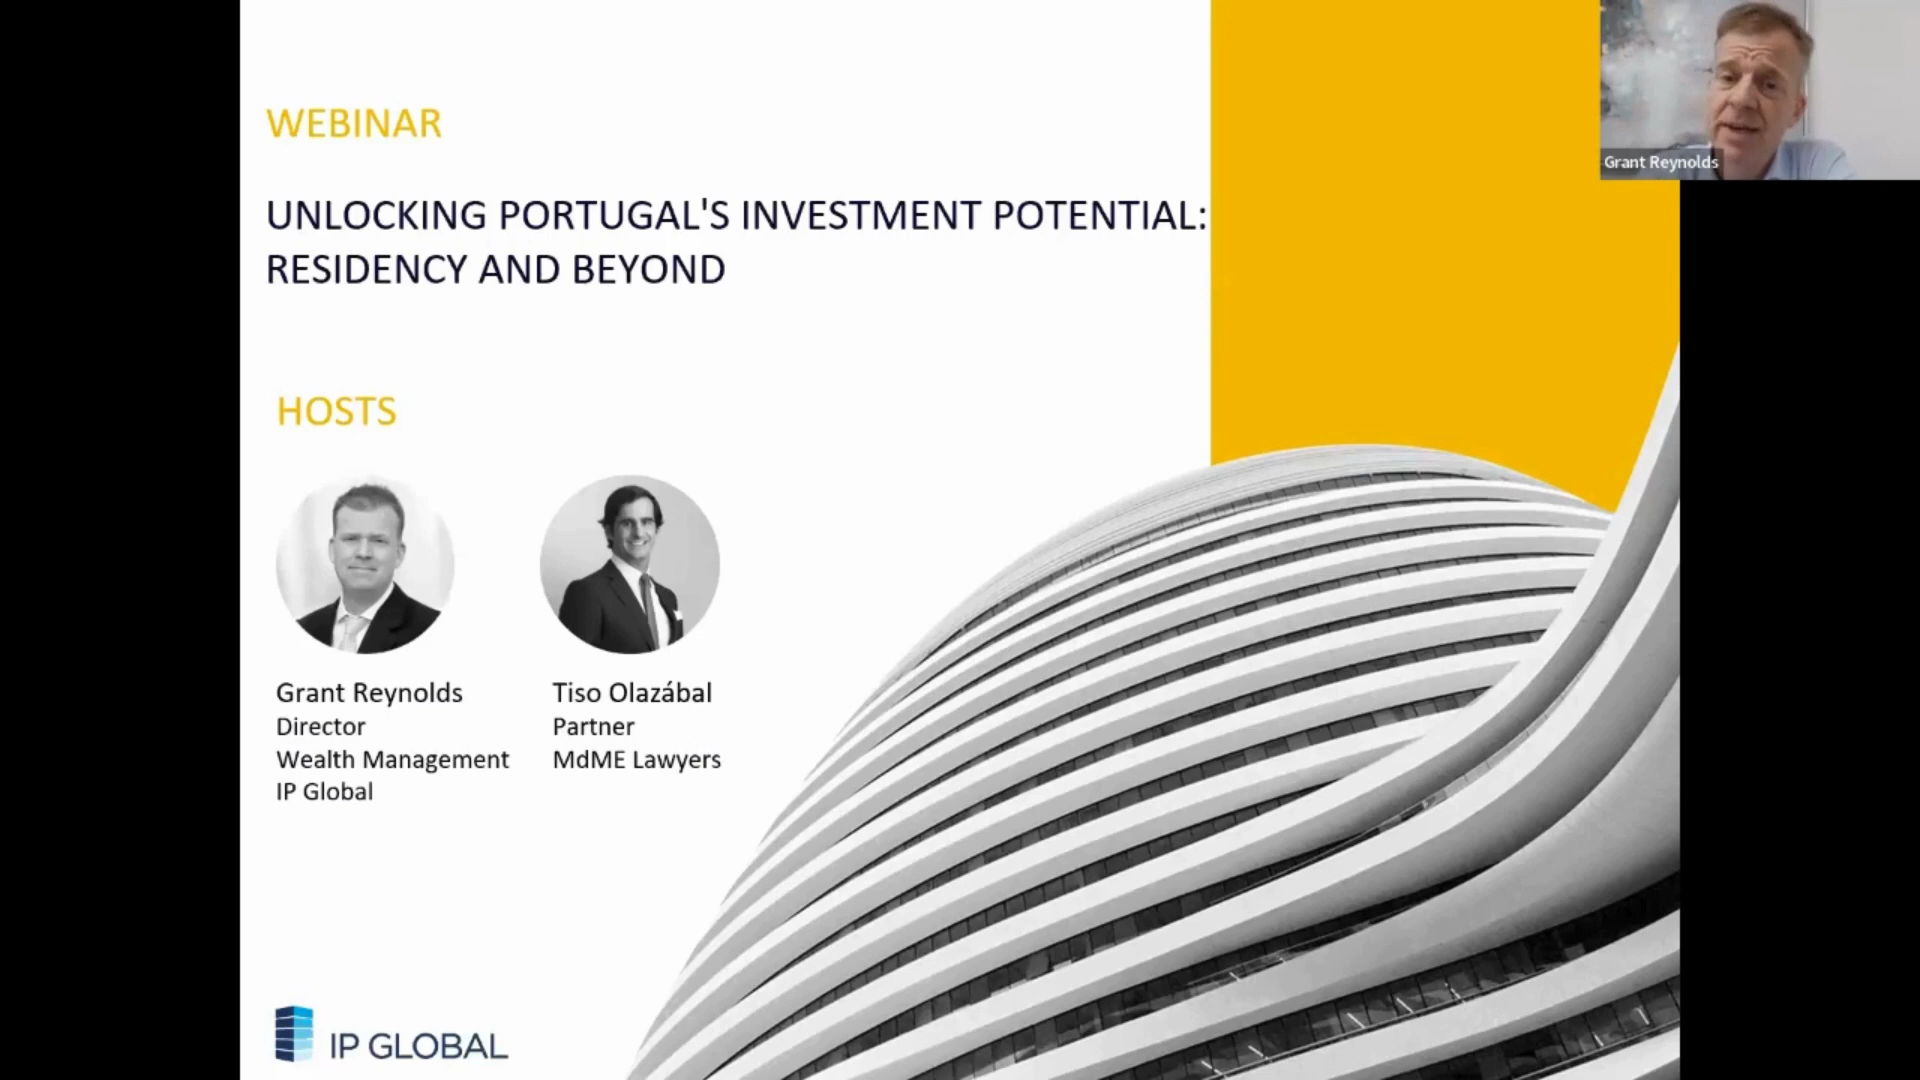 WEBINAR
UNLOCKING PORTUGAL'S INVESTMENT POTENTIAL:
RESIDENCY AND BEYOND
HOSTS
Grant Reynolds
Director
Wealth Management
IP Global
Tiso Olazábal
Partner
MdME Lawyers
IP GLOBAL
Grant Reynolds